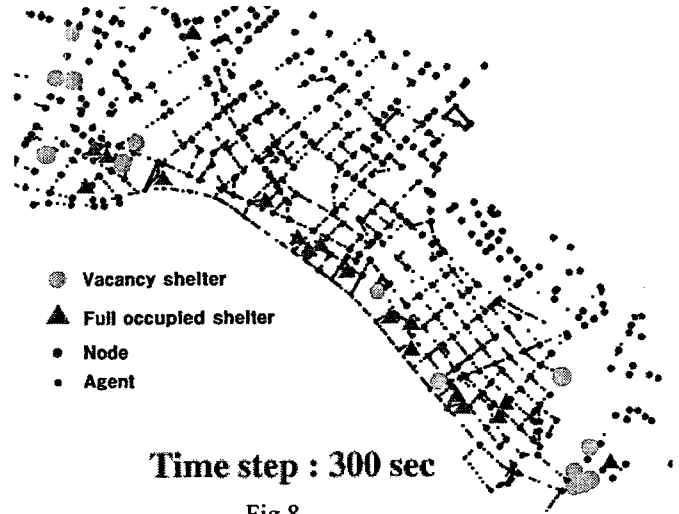 Vacancy shelter
Full occupied shelter
Node
Agent
Time step : 300 sec
Fig.8